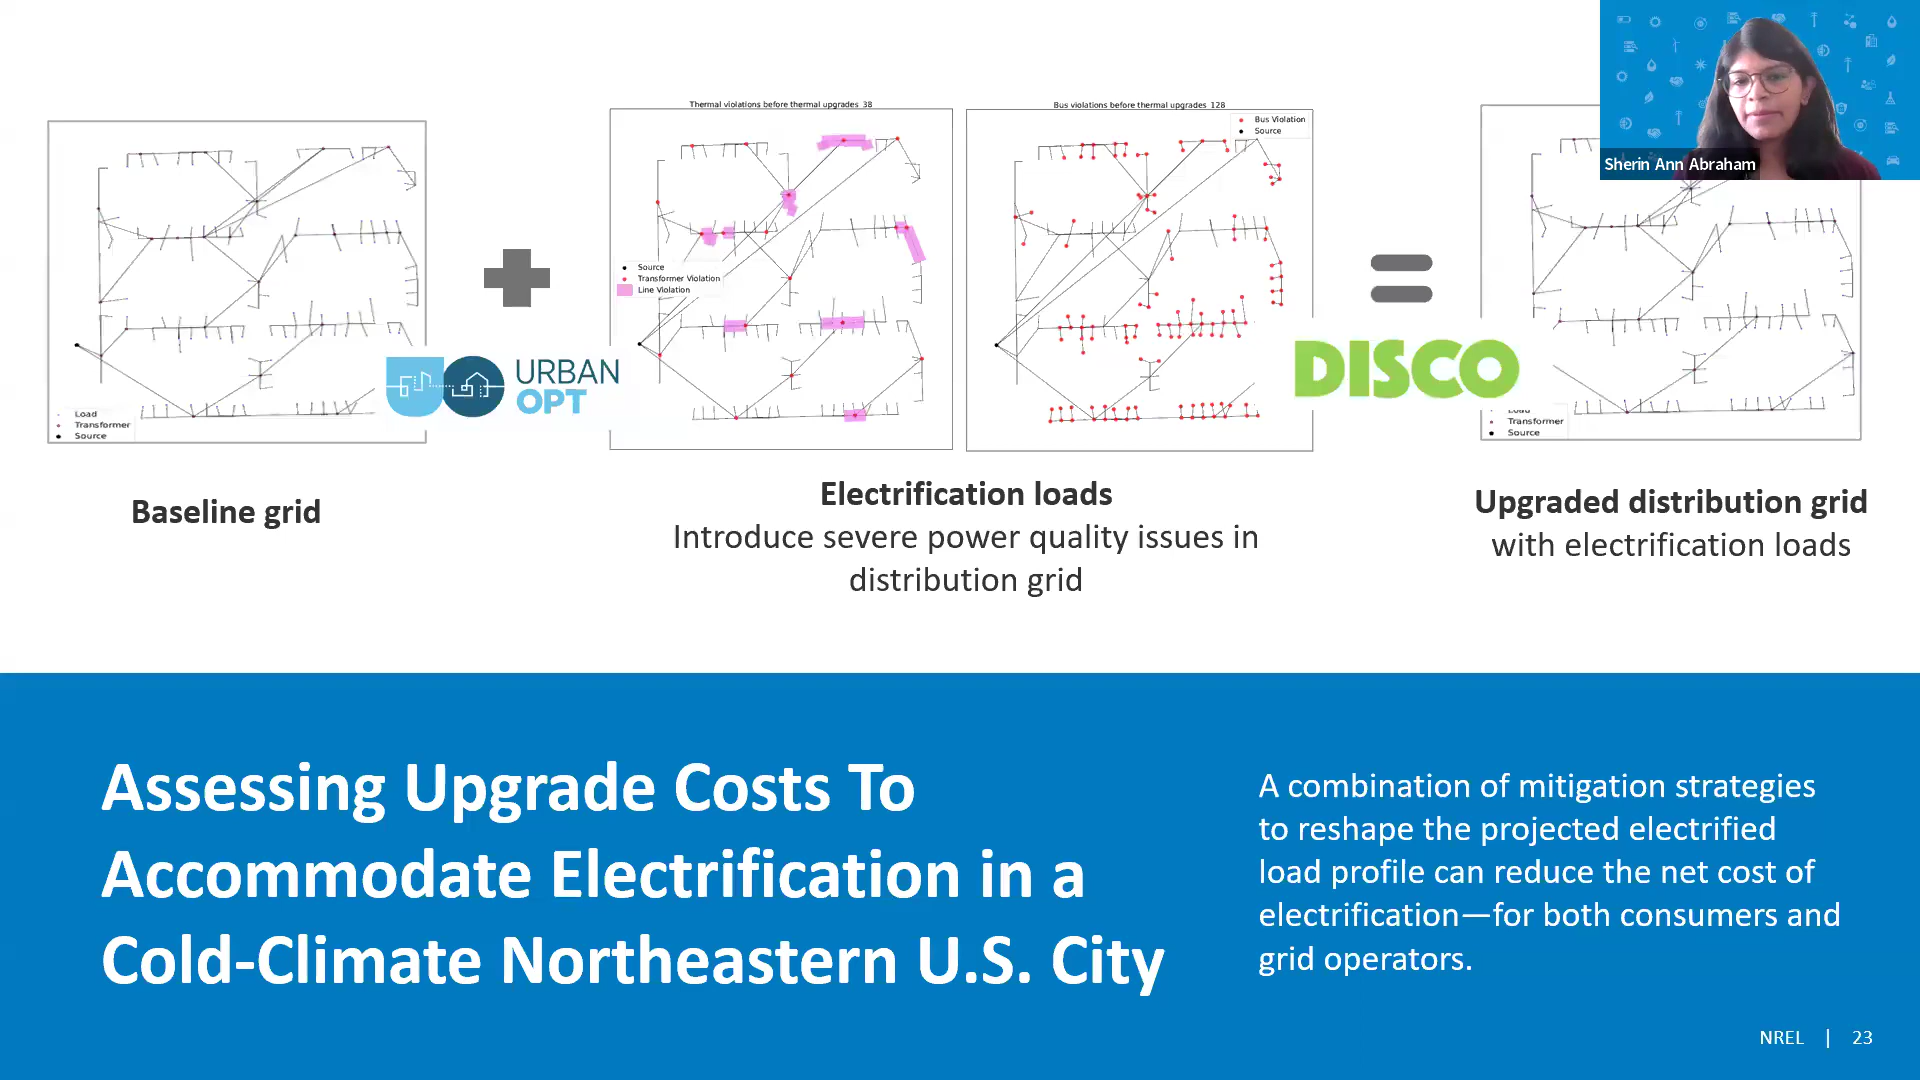 Sherin Ann Abraham
Load
Transformer
Source
URBAN
OPT
Thermal violations before thermal upgrades 38
Source
Transformer Violation
Line Violation
Bus violations before thermal upgrades 128
Bus Violation
Source
DISCO
Load
Transformer
Source
Baseline grid
Electrification loads
Introduce severe power quality issues in
distribution grid
Upgraded distribution grid
with electrification loads
Assessing Upgrade Costs To
Accommodate Electrification in a
Cold-Climate Northeastern U.S. City
A combination of mitigation strategies
to reshape the projected electrified
load profile can reduce the net cost of
electrification—for both consumers and
grid operators.
NREL | 23